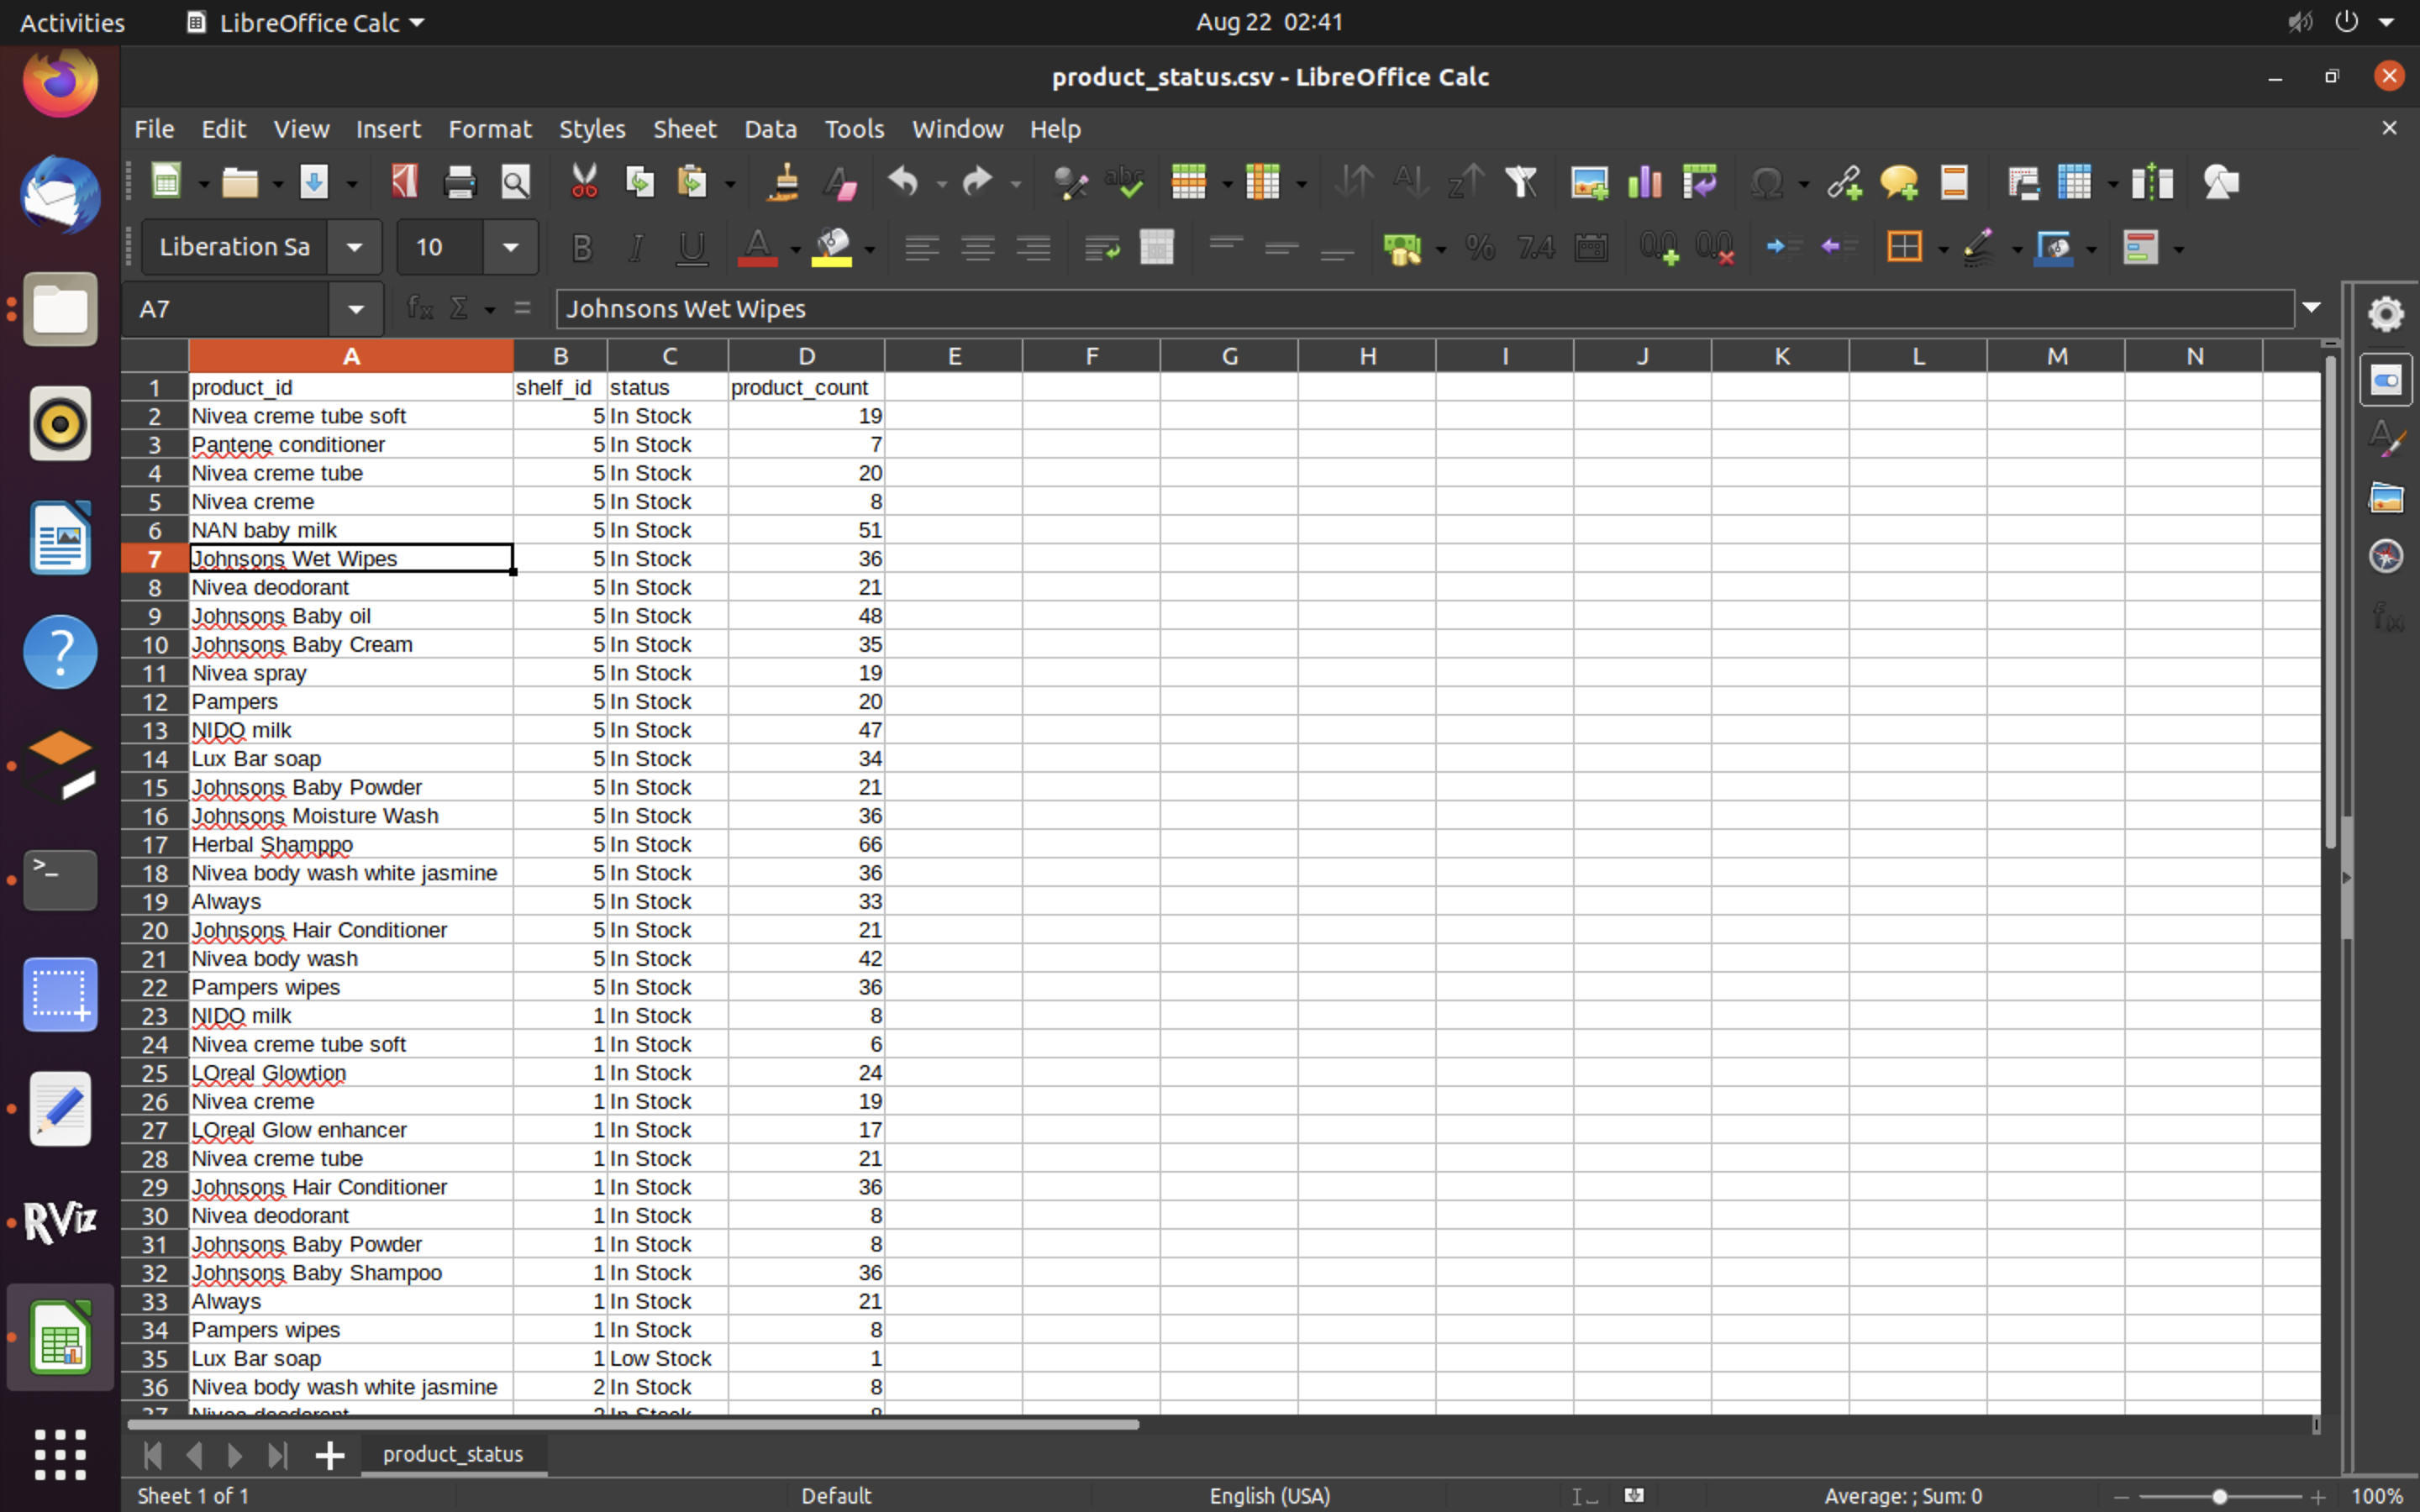 Activities LibreOffice Calc Aug 22 02:41
product_status.csv - LibreOffice Calc
File Edit View Insert Format Styles Sheet Data Tools Window Help
Liberation Sa 10
A7 Johnsons Wet Wipes
A B C D E F G H I J K L M N
1 product_id shelf_id status product_count
2 Nivea creme tube soft 5 In Stock 19
3 Pantene conditioner 5 In Stock 7
4 Nivea creme tube 5 In Stock 20
5 Nivea creme 5 In Stock 8
6 NAN baby milk 5 In Stock 51
7 Johnsons Wet Wipes 5 In Stock 36
8 Nivea deodorant 5 In Stock 21
9 Johnsons Baby oil 5 In Stock 48
10 Johnsons Baby Cream 5 In Stock 35
11 Nivea spray 5 In Stock 19
12 Pampers 5 In Stock 20
13 NIDO milk 5 In Stock 47
14 Lux Bar soap 5 In Stock 34
15 Johnsons Baby Powder 5 In Stock 21
16 Johnsons Moisture Wash 5 In Stock 36
17 Herbal Shamppo 5 In Stock 66
18 Nivea body wash white jasmine 5 In Stock 36
19 Always 5 In Stock 33
20 Johnsons Hair Conditioner 5 In Stock 21
21 Nivea body wash 5 In Stock 42
22 Pampers wipes 5 In Stock 36
23 NIDO milk 1 In Stock 8
24 Nivea creme tube soft 1 In Stock 6
25 LOreal Glowtion 1 In Stock 24
26 Nivea creme 1 In Stock 19
27 LOreal Glow enhancer 1 In Stock 17
28 Nivea creme tube 1 In Stock 21
29 Johnsons Hair Conditioner 1 In Stock 36
30 Nivea deodorant 1 In Stock 8
31 Johnsons Baby Powder 1 In Stock 8
32 Johnsons Baby Shampoo 1 In Stock 36
33 Always 1 In Stock 21
34 Pampers wipes 1 In Stock 8
35 Lux Bar soap 1 Low Stock 1
36 Nivea body wash white jasmine 2 In Stock 8
RViz
product_status
Sheet 1 of 1 Default English (USA) Average: ; Sum: 0 100%